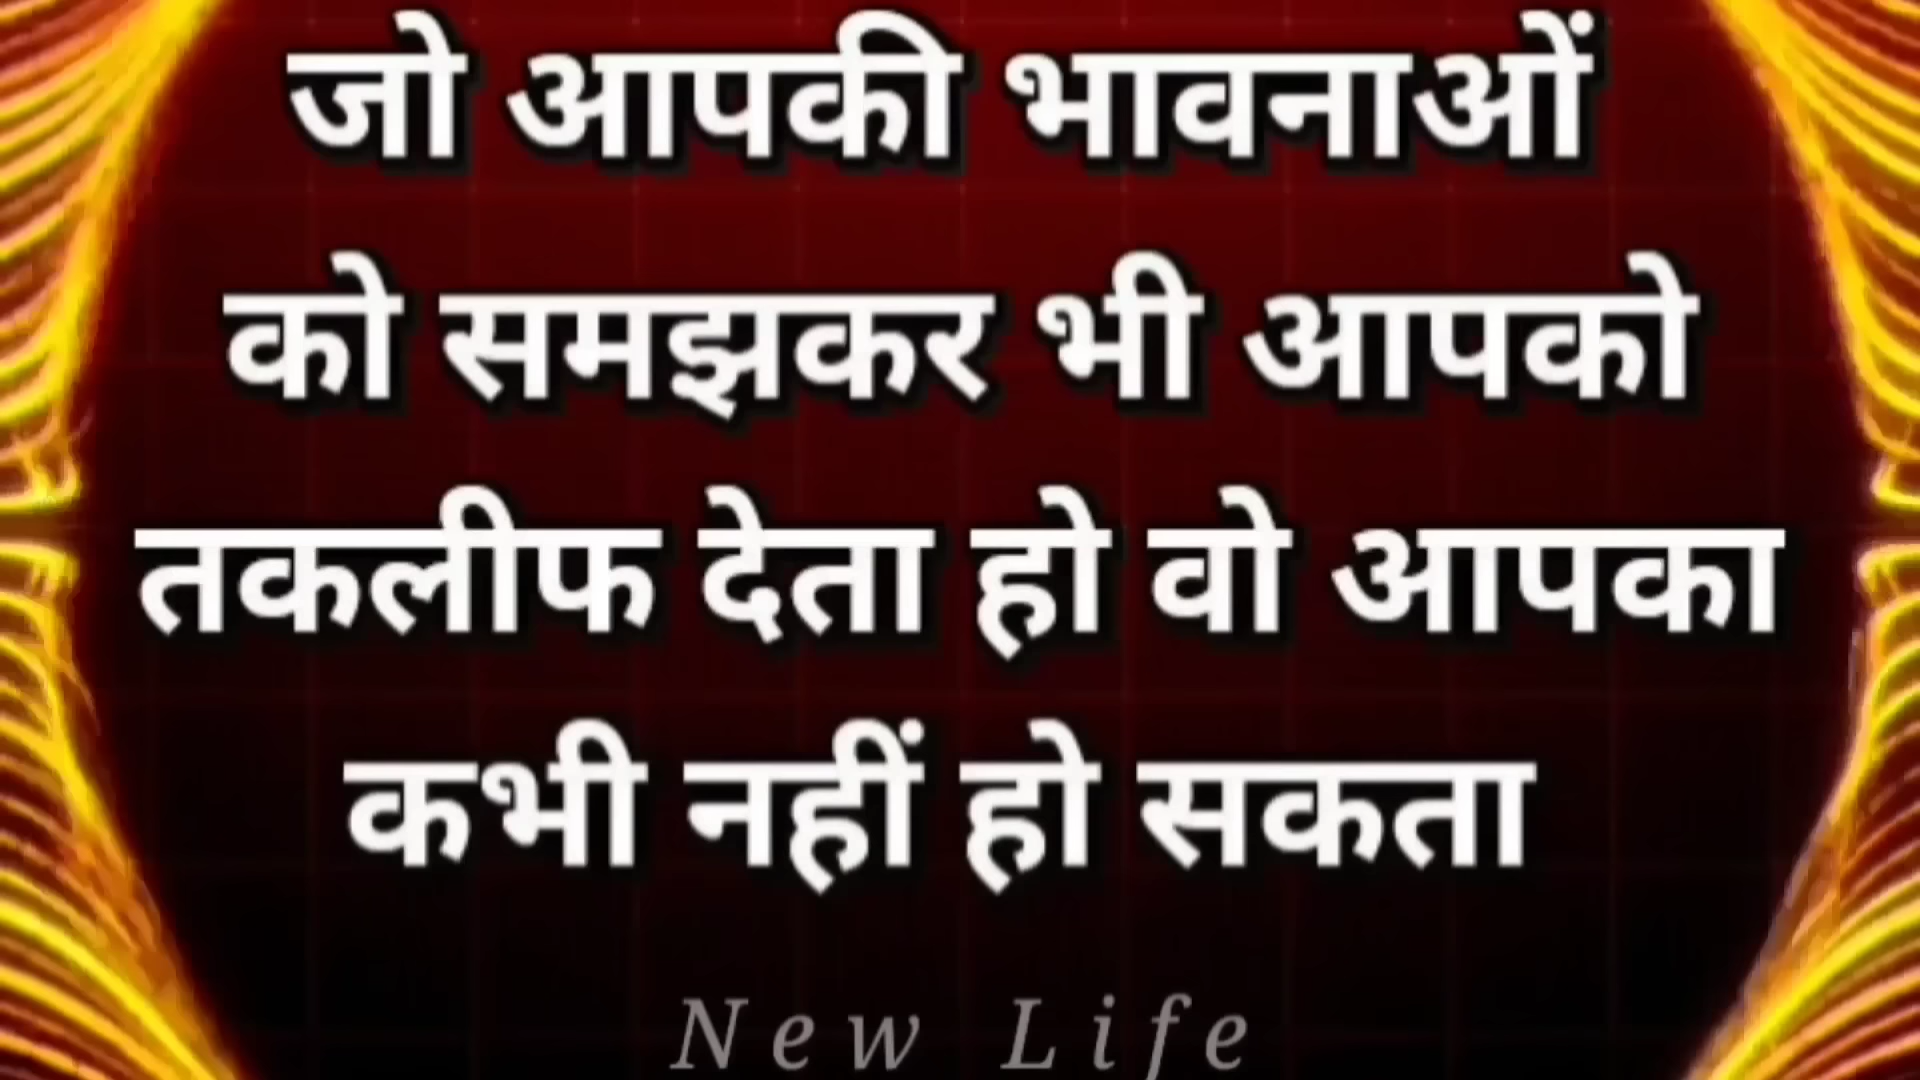 जो आपकी भावनाओं
को समझकर भी आपको
तकलीफ देता हो वो आपका
कभी नहीं हो सकता
New Life